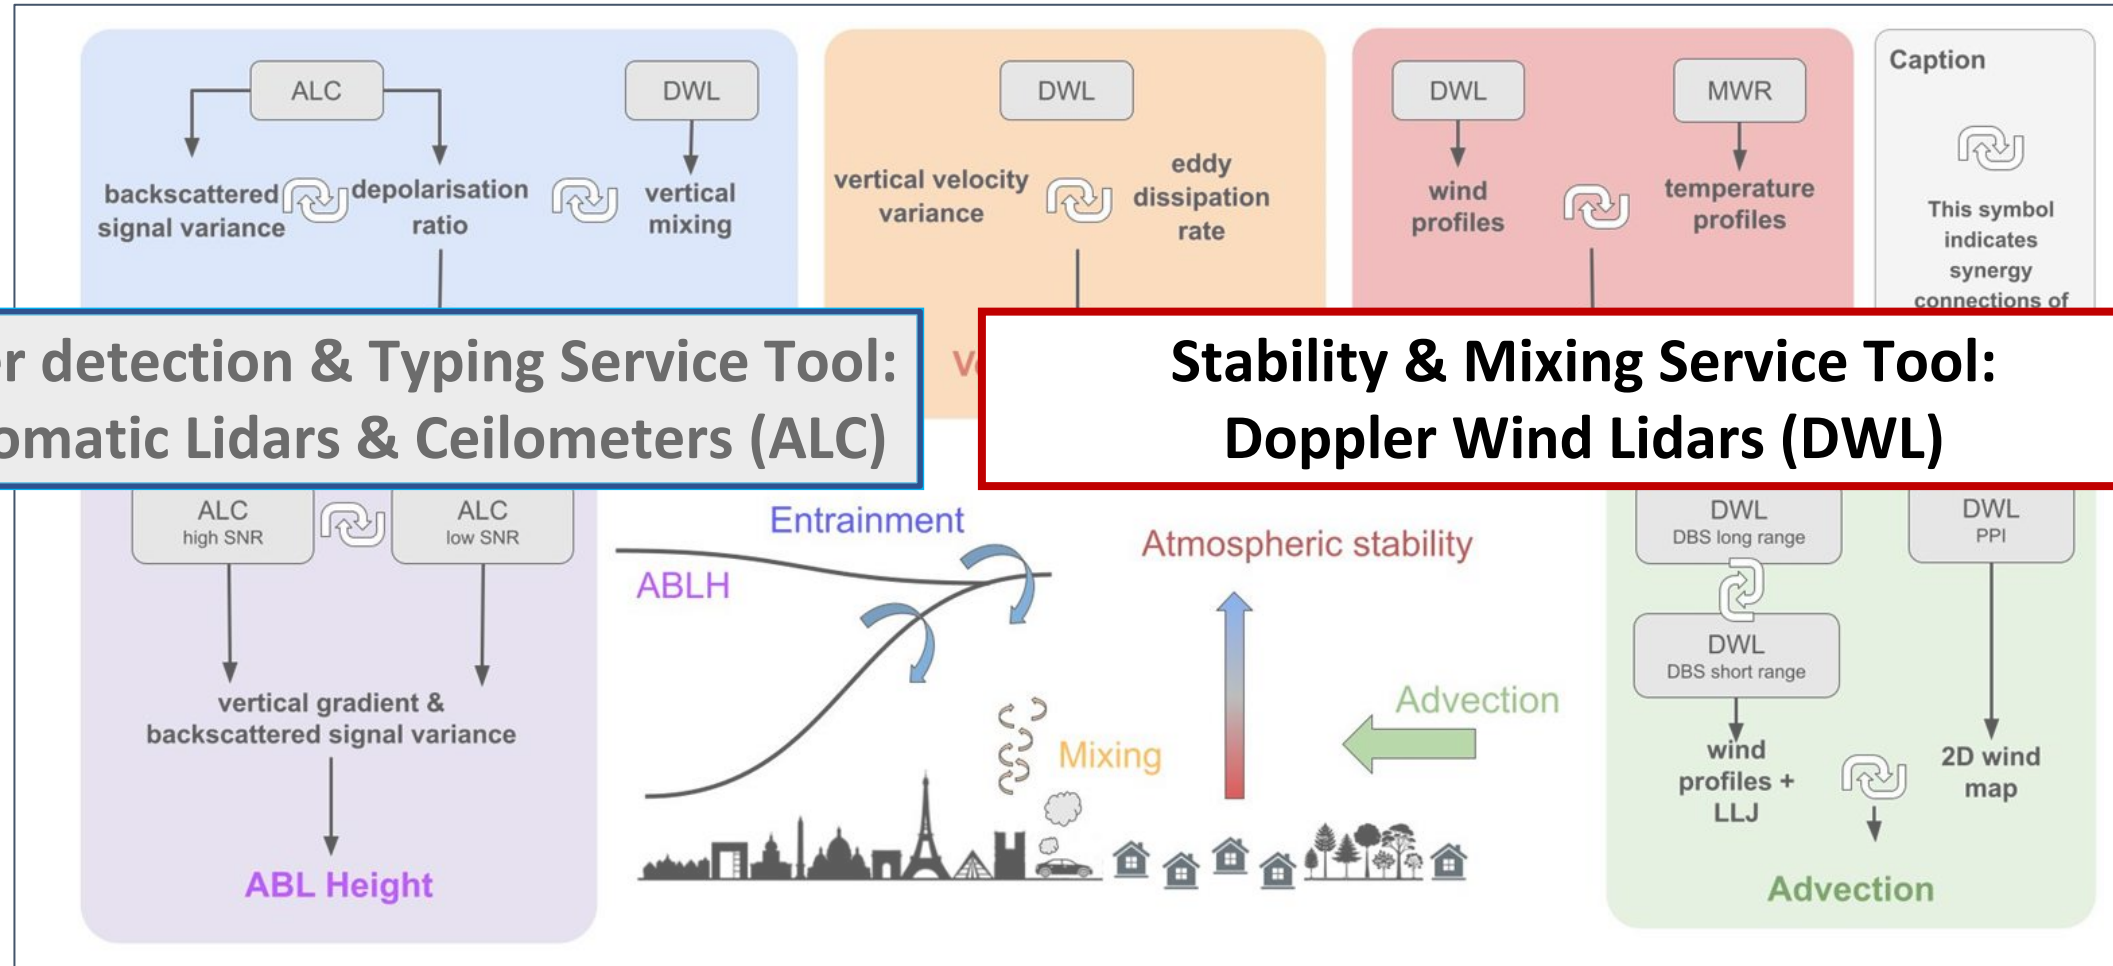 ALC
DWL
backscattered
signal variance
depolarisation
ratio
vertical
mixing
DWL
vertical velocity
variance
eddy
dissipation
rate
DWL
MWR
wind
profiles
temperature
profiles
Caption
This symbol
indicates
synergy
connections of
detection & Typing Service Tool:
Lidars & Ceilometers (ALC)
Stability & Mixing Service Tool:
Doppler Wind Lidars (DWL)
ALC
high SNR
ALC
low SNR
vertical gradient &
backscattered signal variance
ABL Height
Entrainment
ABLH
Mixing
Atmospheric stability
Advection
DWL
DBS long range
DWL
PPI
DWL
DBS short range
wind
profiles +
LLJ
2D wind
map
Advection